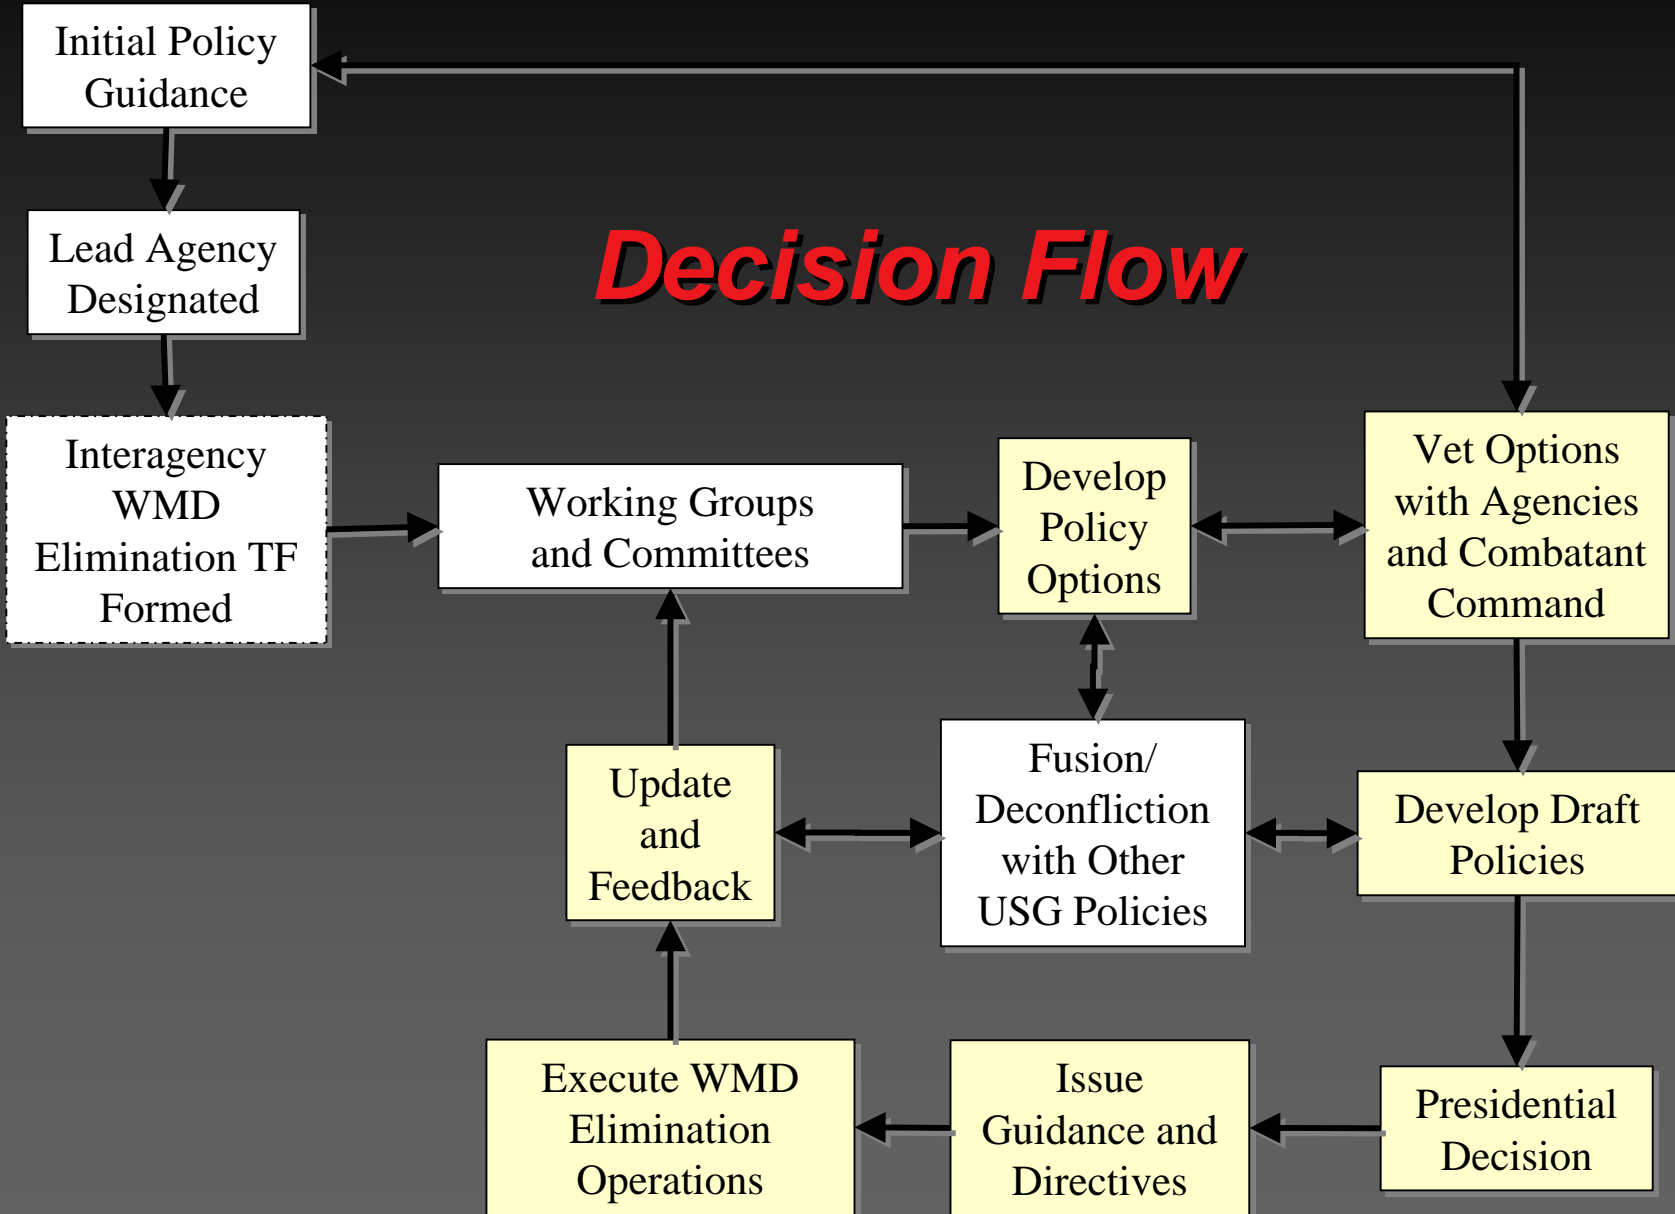 Initial Policy
Guidance
Lead Agency
Designated
Decision Flow
Interagency
WMD
Elimination TF
Formed
Working Groups
and Committees
Develop
Policy
Options
Vet Options
with Agencies
and Combatant
Command
Update
and
Feedback
Fusion/
Deconfliction
with Other
USG Policies
Develop Draft
Policies
Execute WMD
Elimination
Operations
Issue
Guidance and
Directives
Presidential
Decision